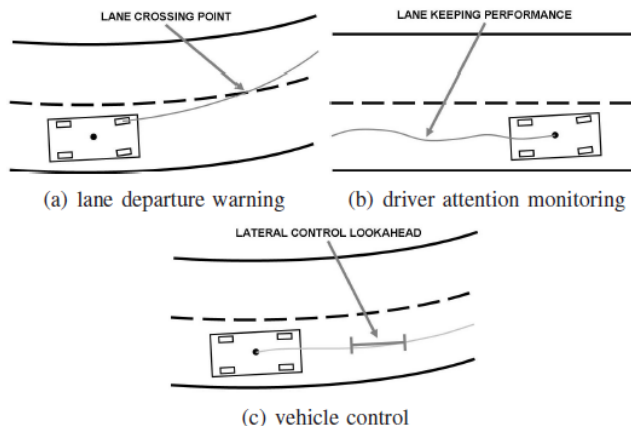 LANE CROSSING POINT
LANE KEEPING PERFORMANCE
(a) lane departure warning
(b) driver attention monitoring
LATERAL CONTROL LOOKAHEAD
(c) vehicle control